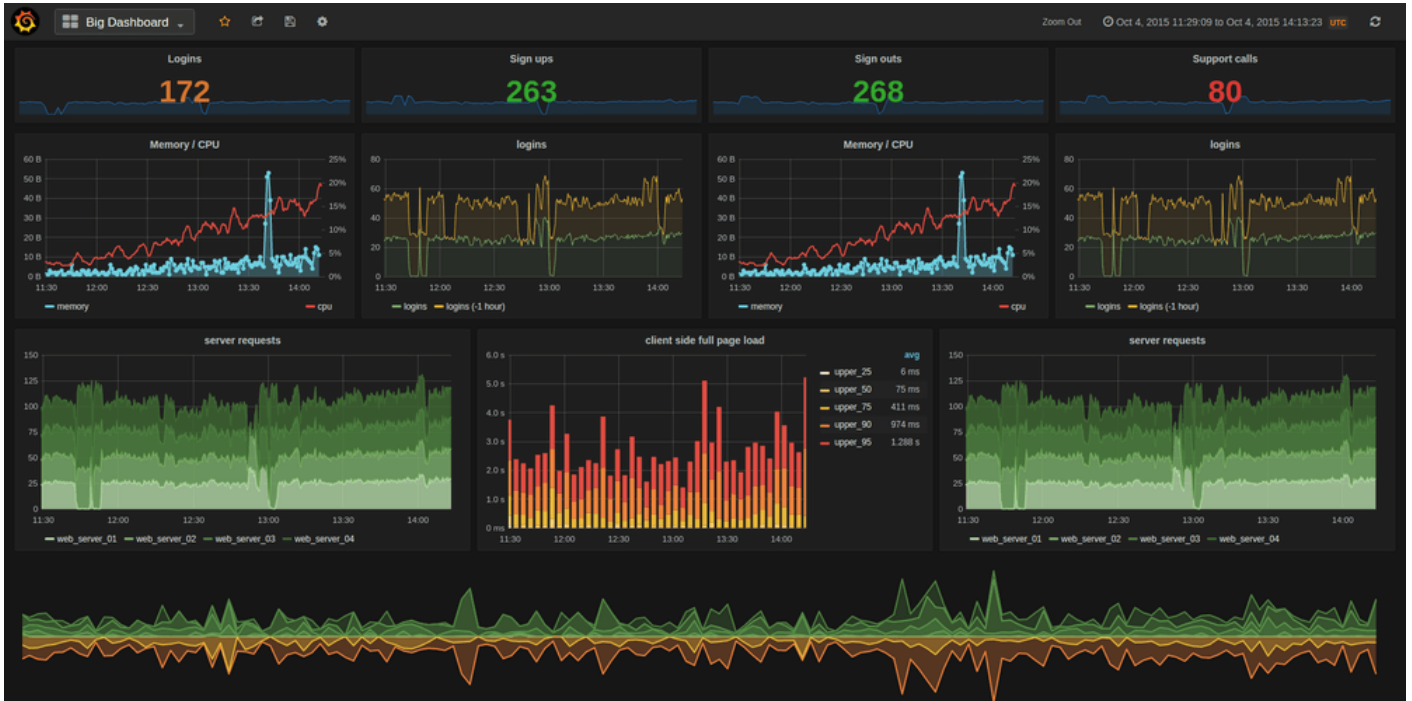 Big Dashboard
Zoom Out Oct 4, 2015 11:29:09 to Oct 4, 2015 14:13:23 UTC
Logins
172
Sign ups
263
Sign outs
268
Support calls
80
Memory / CPU
60 B
50 B
40 B
30 B
20 B
10 B
0 B
25%
20%
15%
10%
5%
0%
11:30 12:00 12:30 13:00 13:30 14:00
memory cpu
logins
80
60
40
20
0
11:30 12:00 12:30 13:00 13:30 14:00
logins logins (-1 hour)
Memory / CPU
60 B
50 B
40 B
30 B
20 B
10 B
0 B
25%
20%
15%
10%
5%
0%
11:30 12:00 12:30 13:00 13:30 14:00
memory cpu
logins
80
60
40
20
0
11:30 12:00 12:30 13:00 13:30 14:00
logins logins (-1 hour)
server requests
150
125
100
75
50
25
0
11:30 12:00 12:30 13:00 13:30 14:00
web_server_01 web_server_02 web_server_03 web_server_04
client side full page load
6.0 s
5.0 s
4.0 s
3.0 s
2.0 s
1.0 s
0 ms
11:30 12:00 12:30 13:00 13:30 14:00
avg
upper_25 6 ms
upper_50 75 ms
upper_75 411 ms
upper_90 974 ms
upper_95 1.288 s
server requests
150
125
100
75
50
25
0
11:30 12:00 12:30 13:00 13:30 14:00
web_server_01 web_server_02 web_server_03 web_server_04